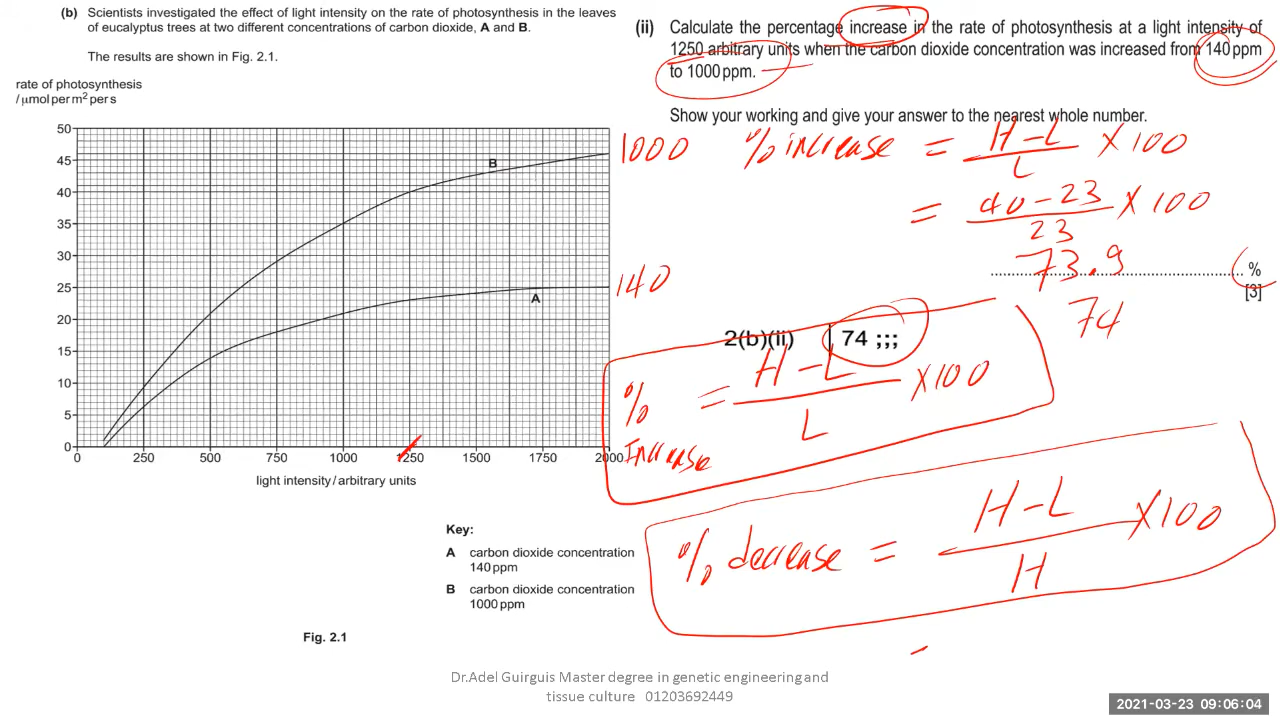 (b) Scientists investigated the effect of light intensity on the rate of photosynthesis in the leaves
of eucalyptus trees at two different concentrations of carbon dioxide, A and B.
The results are shown in Fig. 2.1.
rate of photosynthesis
/ μmol per m² per s
50
45
40
35
30
25
20
15
10
5
0
B
A
0 250 500 750 1000 1250 1500 1750 2000
light intensity / arbitrary units
Key:
A carbon dioxide concentration
140 ppm
B carbon dioxide concentration
1000 ppm
Fig. 2.1
1000
140
(ii) Calculate the percentage increase in the rate of photosynthesis at a light intensity of
1250 arbitrary units when the carbon dioxide concentration was increased from 140 ppm
to 1000 ppm.
Show your working and give your answer to the nearest whole number.
% increase = H-L/L × 100
= 40-23/23 × 100
73.9
..........%
[3]
74
2(b)(ii) 74 ;;;
% Increase = H-L/L × 100
% decrease = H-L/H × 100
Dr.Adel Guirguis Master degree in genetic engineering and
tissue culture 01203692449
2021-03-23 09:06:04